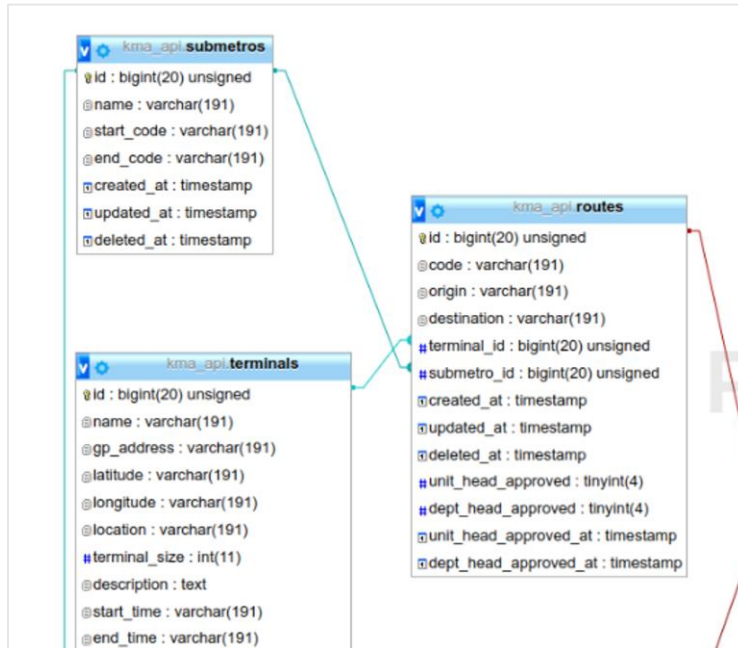 kma_api.submetros
id : bigint(20) unsigned
name : varchar(191)
start_code : varchar(191)
end_code : varchar(191)
created_at : timestamp
updated_at : timestamp
deleted_at : timestamp
kma_api.routes
id : bigint(20) unsigned
code : varchar(191)
origin : varchar(191)
destination : varchar(191)
terminal_id : bigint(20) unsigned
submetro_id : bigint(20) unsigned
created_at : timestamp
updated_at : timestamp
deleted_at : timestamp
unit_head_approved : tinyint(4)
dept_head_approved : tinyint(4)
unit_head_approved_at : timestamp
dept_head_approved_at : timestamp
kma_api.terminals
id : bigint(20) unsigned
name : varchar(191)
gp_address : varchar(191)
latitude : varchar(191)
longitude : varchar(191)
location : varchar(191)
terminal_size : int(11)
description : text
start_time : varchar(191)
end_time : varchar(191)